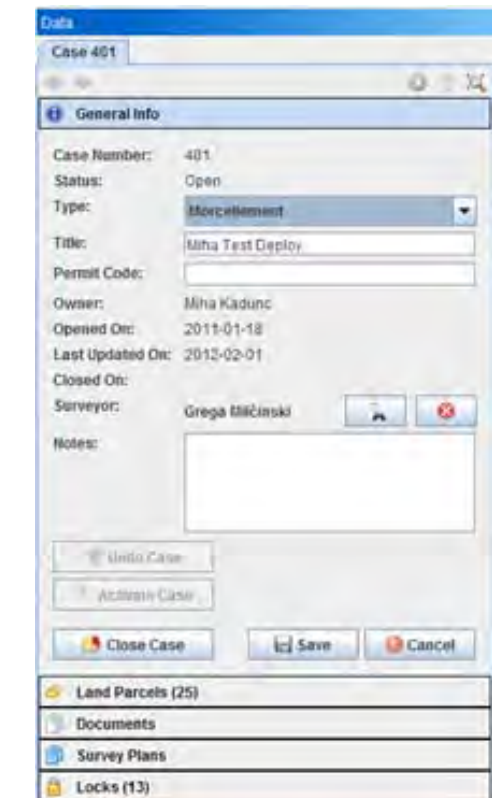 Data
Case 401
General Info
Case Number: 401
Status: Open
Type: Morcellement
Title: Miha Test Deploy
Permit Code:
Owner: Miha Kadunc
Opened On: 2011-01-18
Last Updated On: 2012-02-01
Closed On:
Surveyor: Grega Milčinski
Notes:
Undo Case
Activate Case
Close Case Save Cancel
Land Parcels (25)
Documents
Survey Plans
Locks (13)